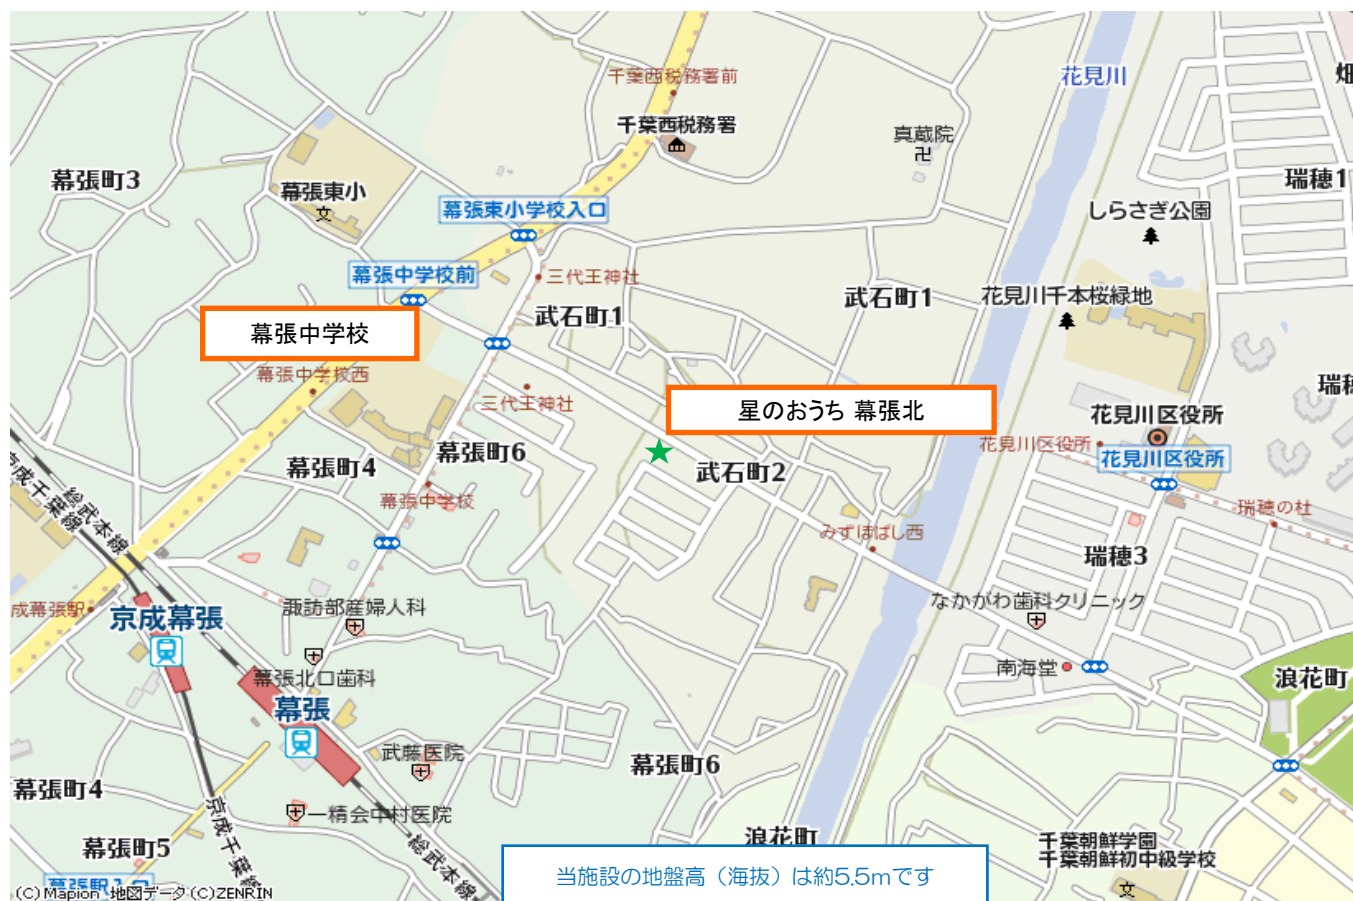 千葉西税務署前
花見川
畑
千葉西税務署
真蔵院
幕張町3
幕張東小
瑞穂1
幕張東小学校入口
しらさぎ公園
幕張中学校前
三代王神社
武石町1
武石町1
花見川千本桜緑地
幕張中学校
幕張中学校西
瑞穂
三代王神社
星のおうち 幕張北
花見川区役所
花見川区役所
花見川区役所
幕張町6
幕張町4
武石町2
京成千葉線
総武本線
幕張中学校
瑞穂の杜
みずほばし西
瑞穂3
成幕張駅
京成幕張
諏訪部産婦人科
なかがわ歯科クリニック
幕張北口歯科
南海堂
浪花町
幕張
武藤医院
幕張町6
幕張町4
京成千葉線
一精会中村医院
総武本線
幕張町5
浪花町
千葉朝鮮学園
千葉朝鮮初中級学校
当施設の地盤高（海抜）は約5.5mです
幕張駅入口
(C) Mapion 地図データ (C)ZENRIN